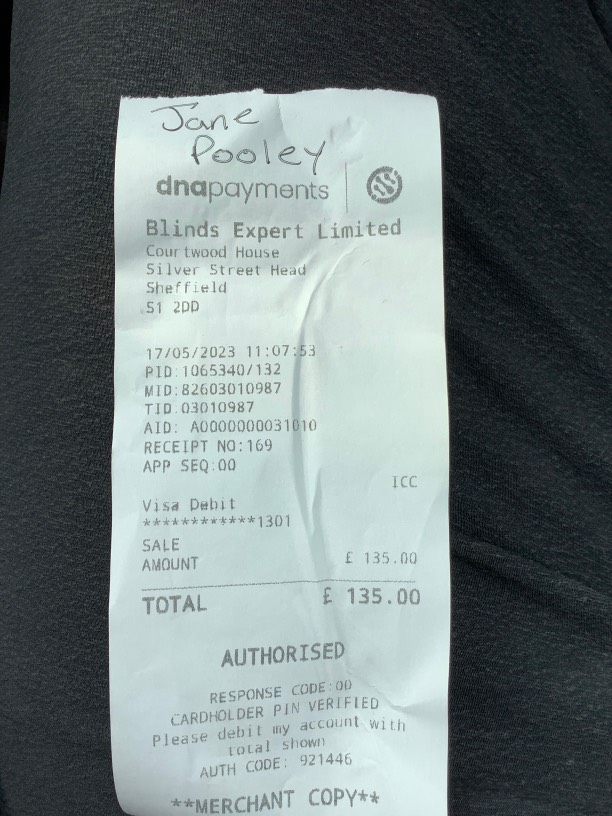 Jane
Pooley
dnapayments
Blinds Expert Limited
Courtwood House
Silver Street Head
Sheffield
S1 2DD
17/05/2023 11:07:53
PID:1065340/132
MID:82603010987
TID:03010987
AID: A0000000031010
RECEIPT NO:169
APP SEQ:00
ICC
Visa Debit
************1301
SALE
AMOUNT £ 135.00
TOTAL £ 135.00
AUTHORISED
RESPONSE CODE:00
CARDHOLDER PIN VERIFIED
Please debit my account with
total shown
AUTH CODE: 921446
**MERCHANT COPY**